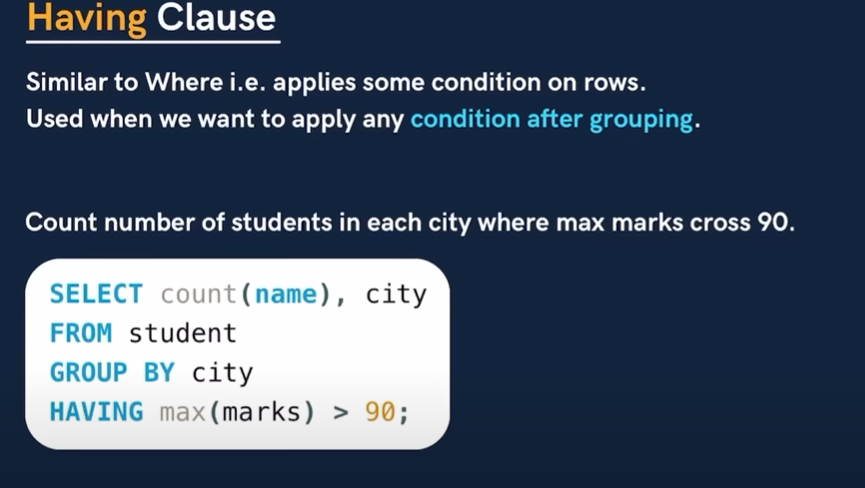 Having Clause
Similar to Where i.e. applies some condition on rows.
Used when we want to apply any condition after grouping.
Count number of students in each city where max marks cross 90.
SELECT count(name), city
FROM student
GROUP BY city
HAVING max(marks) > 90;